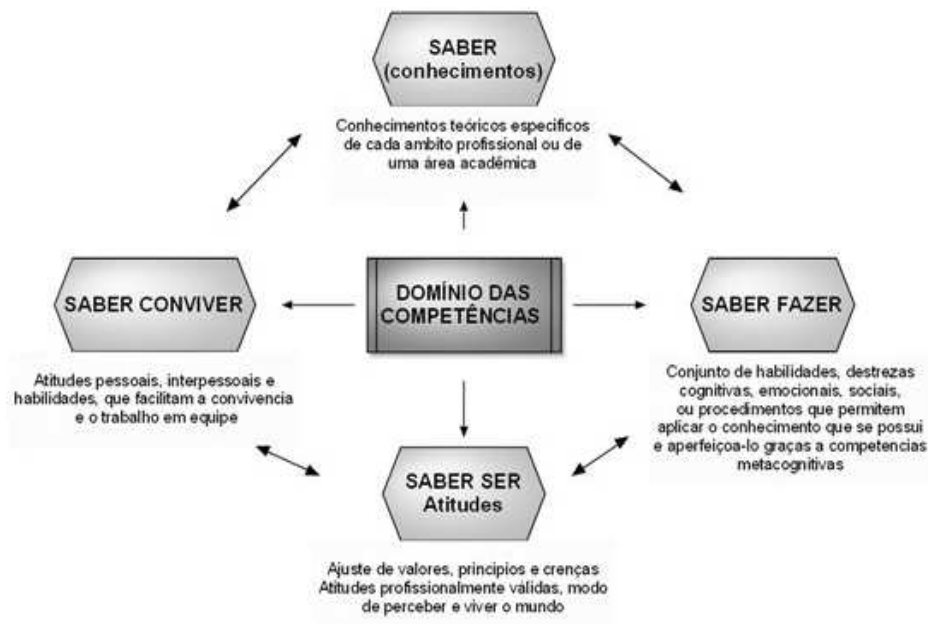 SABER
(conhecimentos)
Conhecimentos teóricos especificos
de cada ambito profissional ou de
uma área acadêmica
SABER CONVIVER
Atitudes pessoais, interpessoais e
habilidades, que facilitam a convivencia
e o trabalho em equipe
DOMÍNIO DAS
COMPETÊNCIAS
SABER FAZER
Conjunto de habilidades, destrezas
cognitivas, emocionais, sociais,
ou procedimentos que permitem
aplicar o conhecimento que se possui
e aperfeiçoa-lo graças a competencias
metacognitivas
SABER SER
Atitudes
Ajuste de valores, principios e crenças
Atitudes profissionalmente válidas, modo
de perceber e viver o mundo